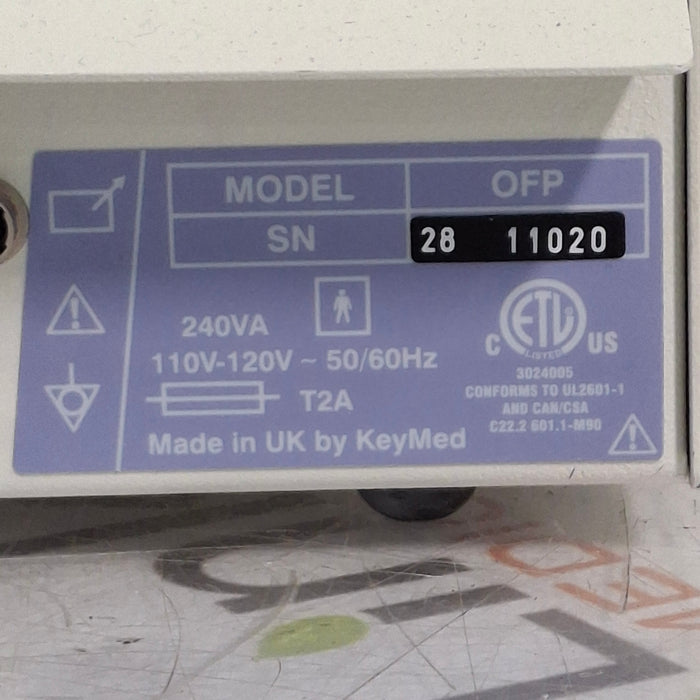 MODEL OFP
SN 28 11020
240VA
110V-120V ~ 50/60Hz
T2A
Made in UK by KeyMed
ETL
LISTED
C US
3024005
CONFORMS TO UL2601-1
AND CAN/CSA
C22.2 601.1-M90